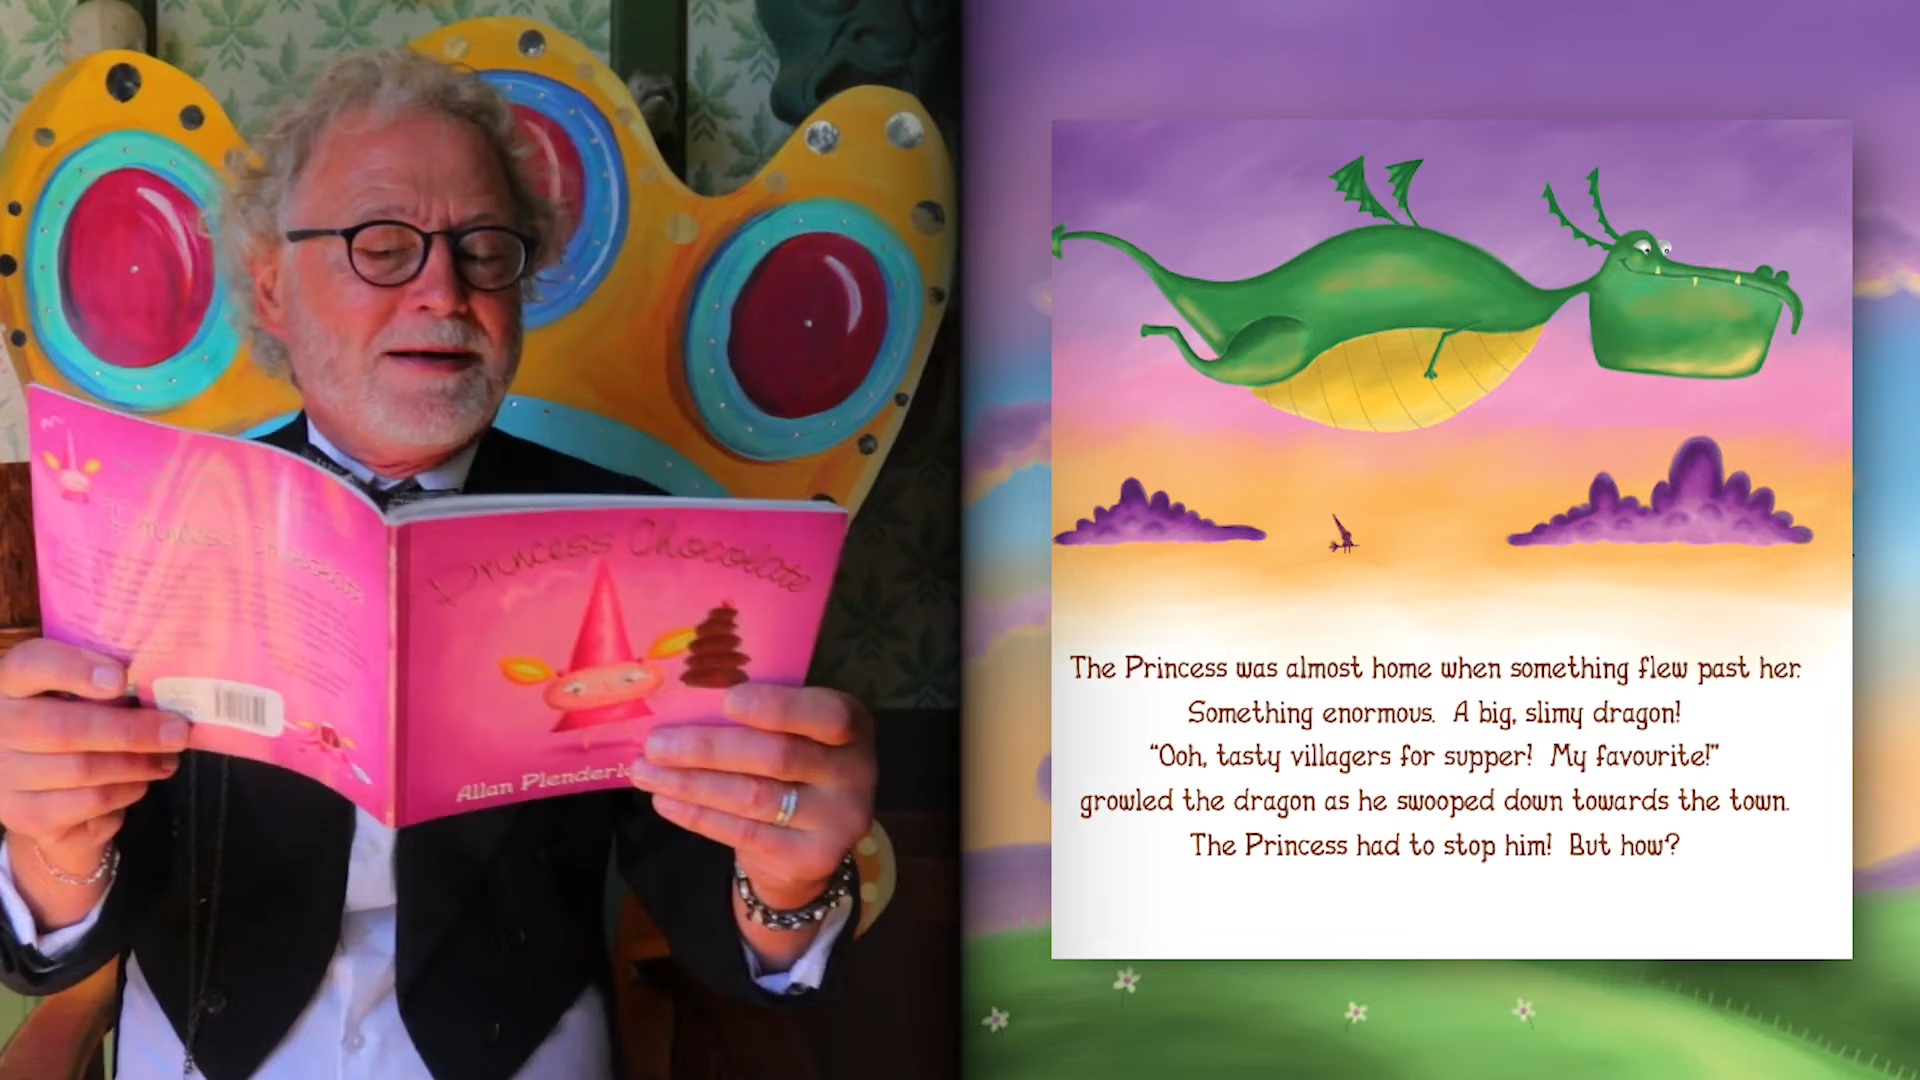 Princess Chocolate
Princess Chocolate
Allan
The Princess was almost home when something flew past her.
Something enormous. A big, slimy dragon!
“Ooh, tasty villagers for supper! My favourite!”
growled the dragon as he swooped down towards the town.
The Princess had to stop him! But how?